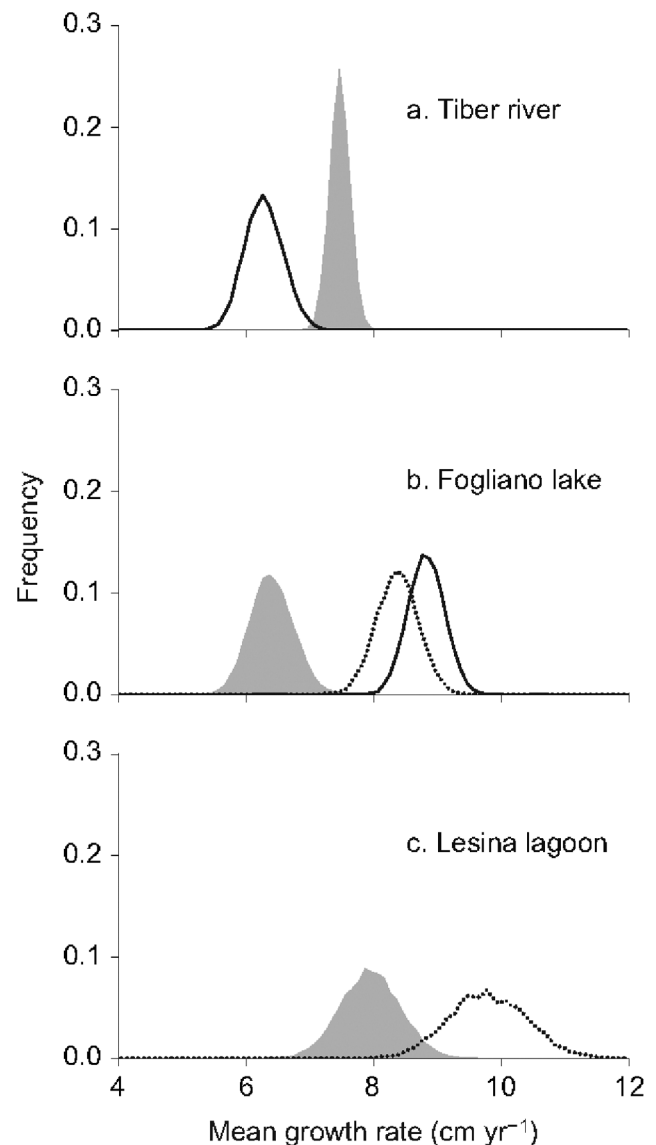 0.3
a. Tiber river
0.2
0.1
0.0
0.3
b. Fogliano lake
0.2
Frequency
0.1
0.0
0.3
c. Lesina lagoon
0.2
0.1
0.0
4 6 8 10 12
Mean growth rate (cm yr⁻¹)